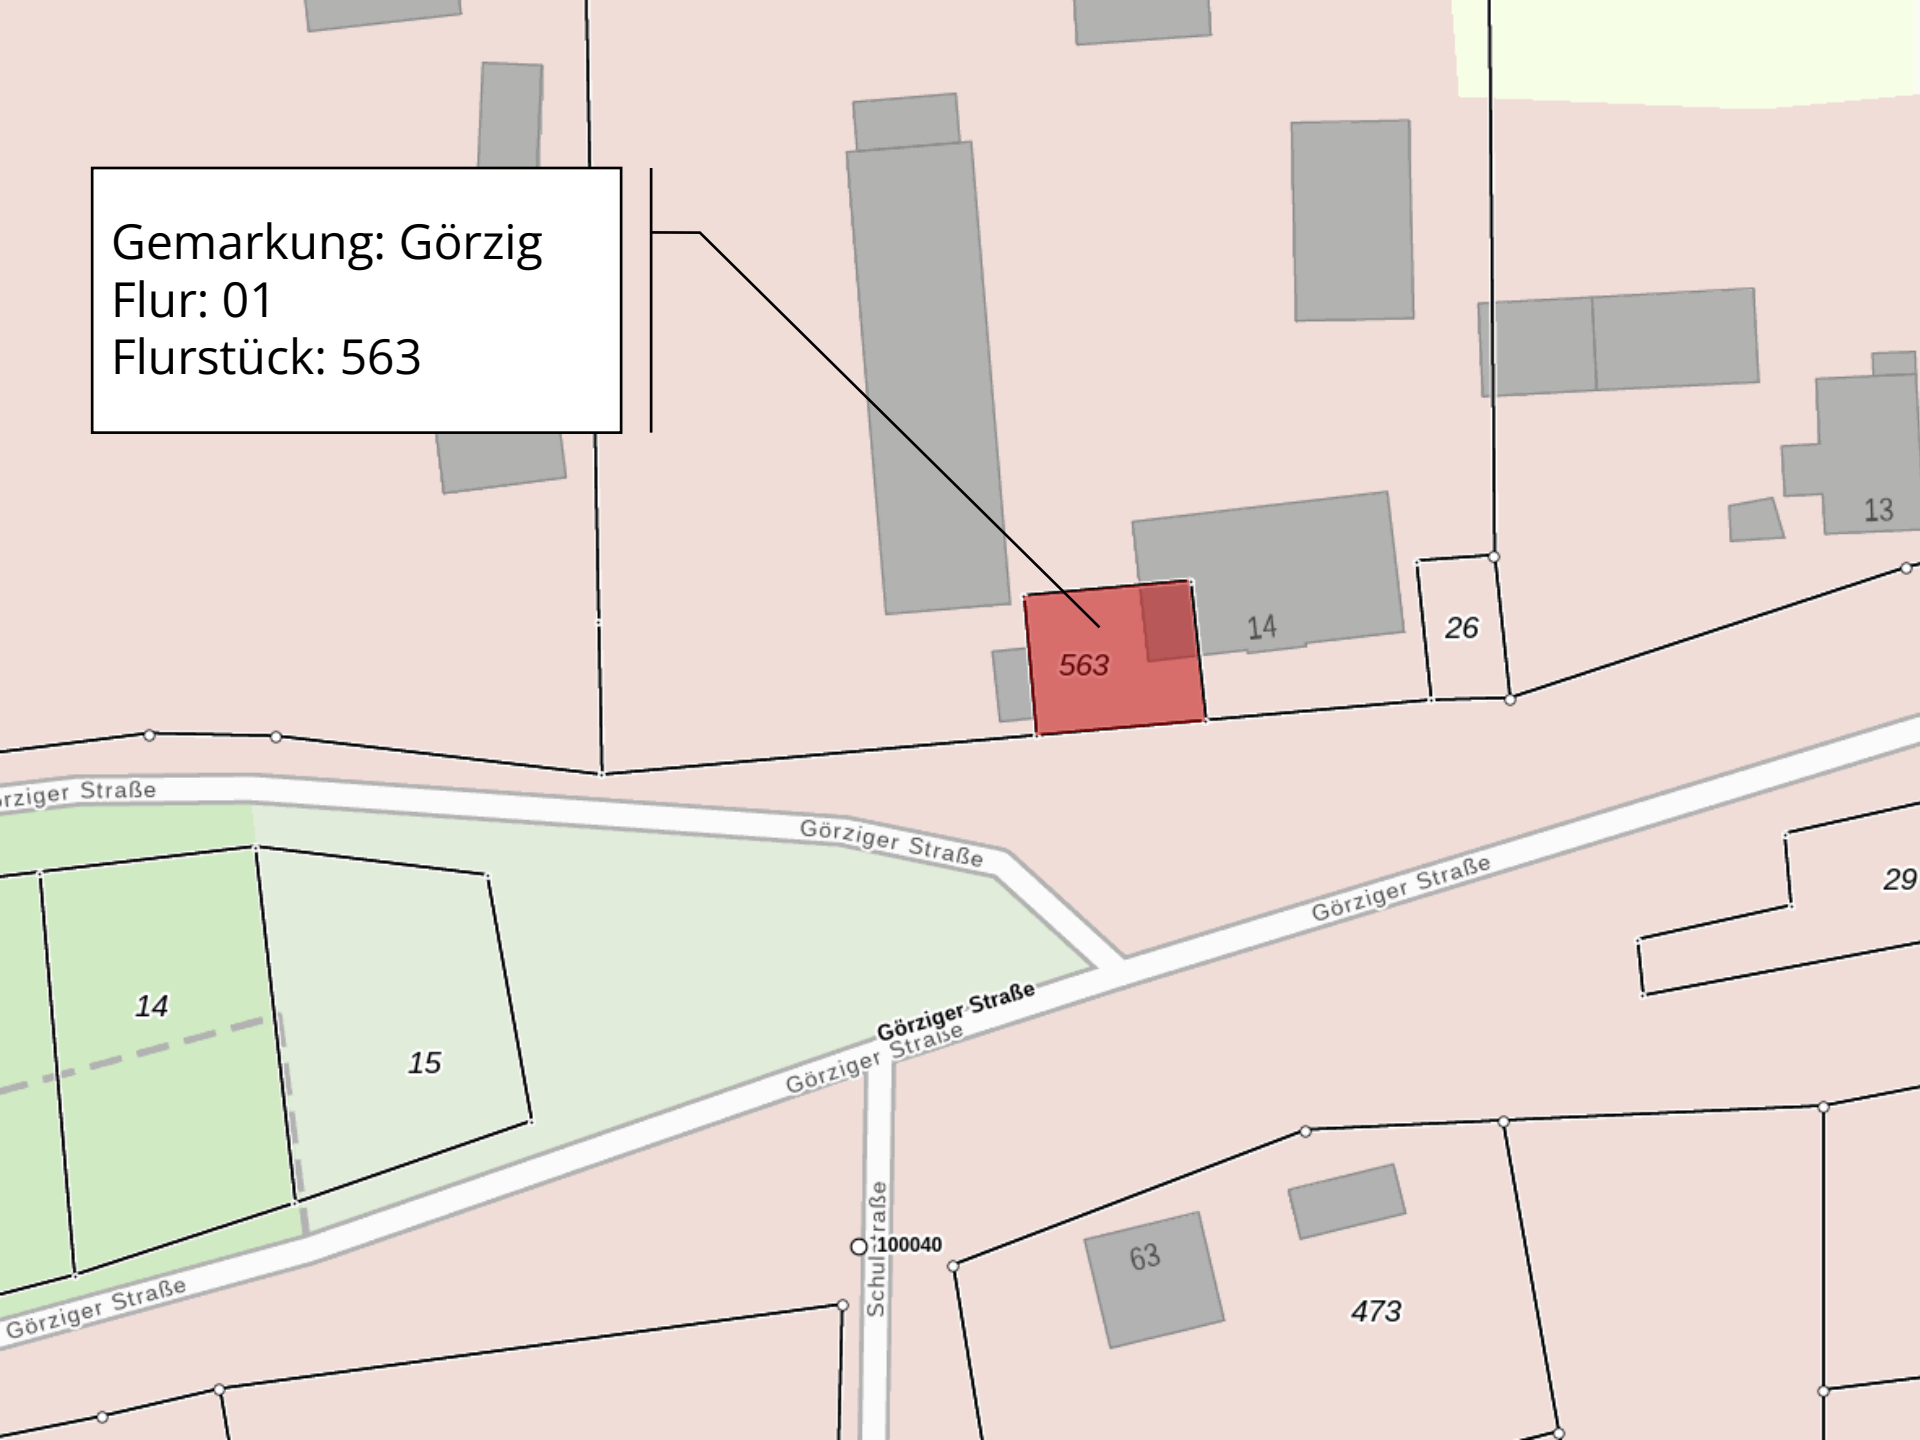 Gemarkung: Görzig
Flur: 01
Flurstück: 563
13
14
26
563
rziger Straße
Görziger Straße
Görziger Straße
29
14
15
Görziger Straße
Görziger Straße
Schulstraße
100040
63
473
Görziger Straße